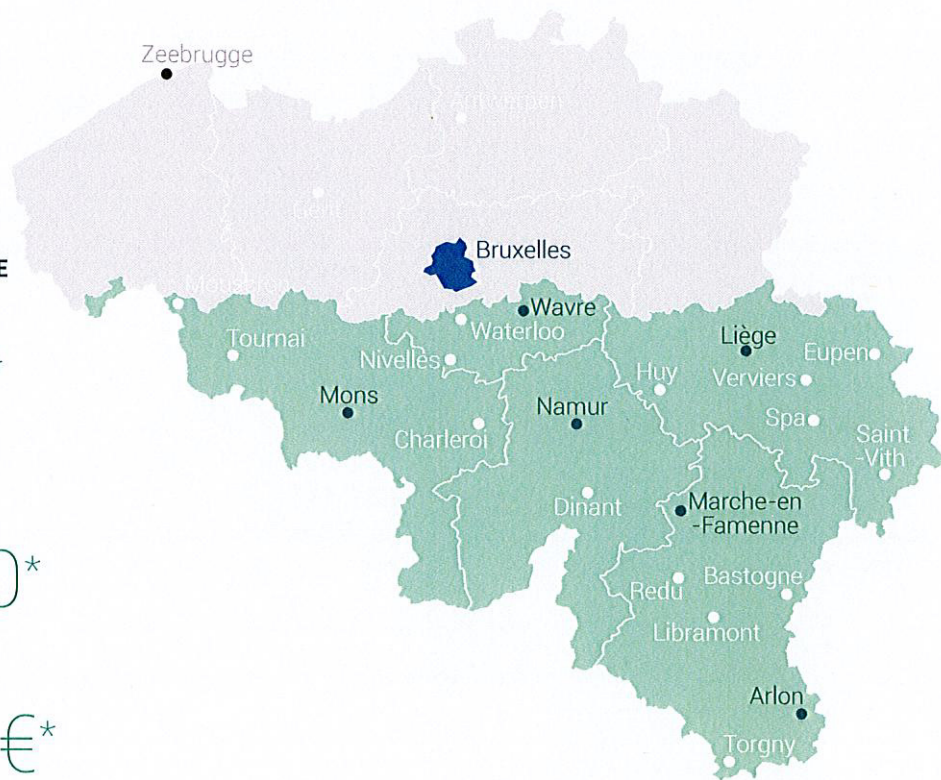 Zeebrugge
Antwerpen
Gent
Bruxelles
E
Mouscron
Wavre
Waterloo
Tournai
Nivelles
Liège
Eupen
Huy
Verviers
Mons
Namur
Charleroi
Spa
Saint
-Vith
Dinant
Marche-en
-Famenne
0*
Redu
Bastogne
Libramont
Arlon
€*
Torgny